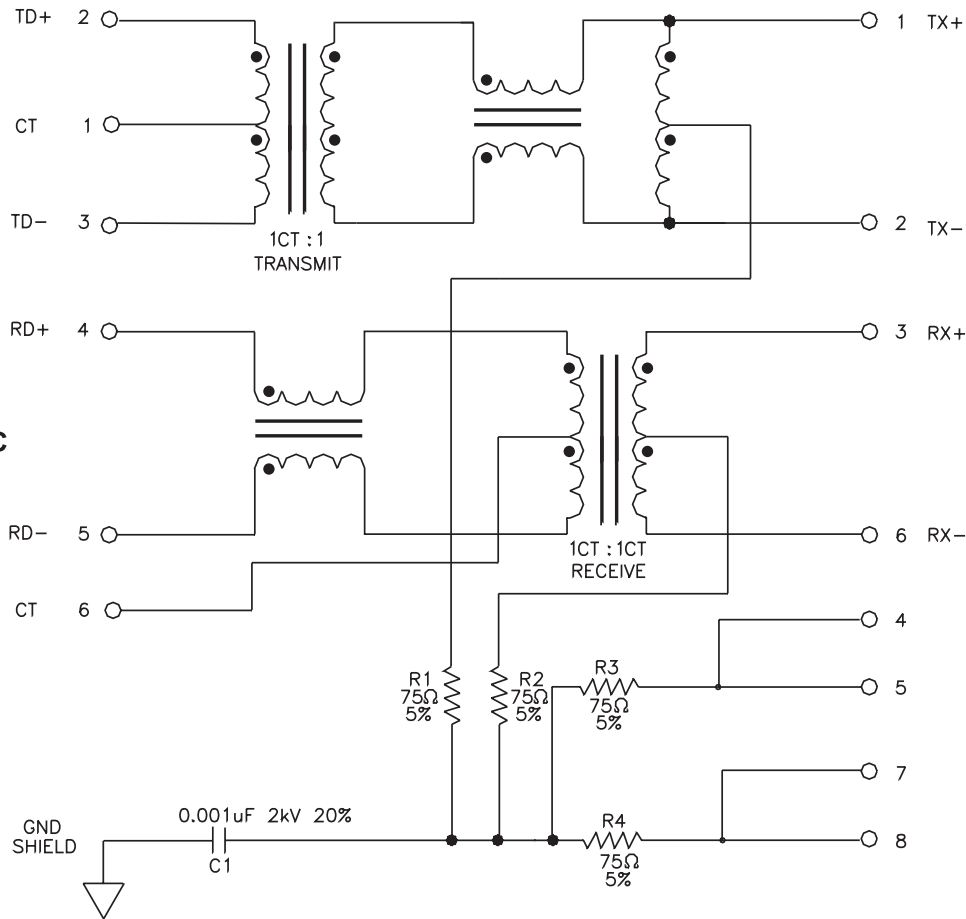 TD+ 2
1 TX+
CT 1
TD- 3
2 TX-
1CT : 1
TRANSMIT
RD+ 4
3 RX+
C
RD- 5
6 RX-
1CT : 1CT
RECEIVE
CT 6
4
R1
75Ω
5%
R2
75Ω
5%
R3
75Ω
5%
5
7
0.001uF 2kV 20%
C1
GND
SHIELD
R4
75Ω
5%
8